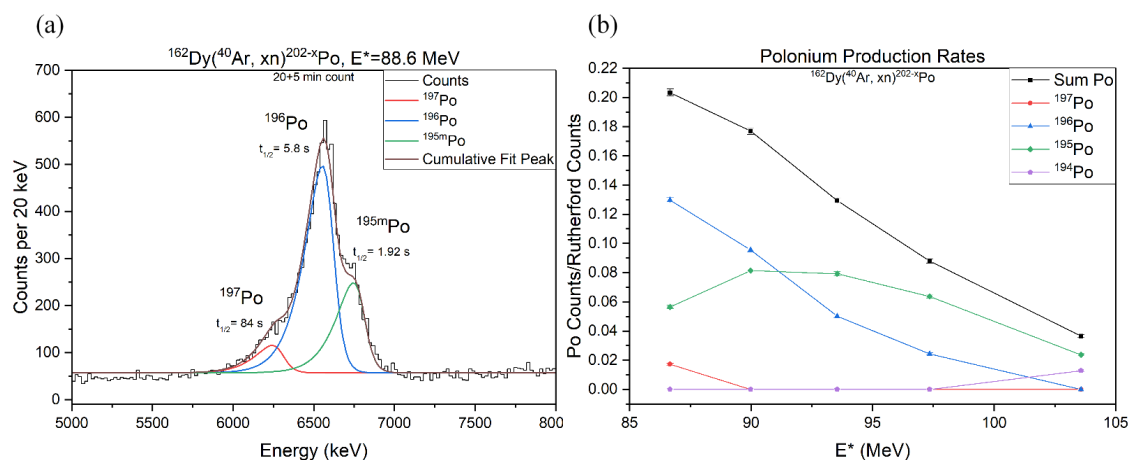 (a)
¹⁶²Dy(⁴⁰Ar, xn)²⁰²⁻ˣPo, E*=88.6 MeV
20+5 min count
Counts
¹⁹⁷Po
¹⁹⁶Po
¹⁹⁵ᵐPo
Cumulative Fit Peak
¹⁹⁶Po
t₁/₂= 5.8 s
¹⁹⁵ᵐPo
t₁/₂= 1.92 s
¹⁹⁷Po
t₁/₂= 84 s
Counts per 20 keV
700
600
500
400
300
200
100
0
5000 5500 6000 6500 7000 7500 800
Energy (keV)
(b)
Polonium Production Rates
¹⁶²Dy(⁴⁰Ar, xn)²⁰²⁻ˣPo
Sum Po
¹⁹⁷Po
¹⁹⁶Po
¹⁹⁵Po
¹⁹⁴Po
Po Counts/Rutherford Counts
0.22
0.20
0.18
0.16
0.14
0.12
0.10
0.08
0.06
0.04
0.02
0.00
85 90 95 100 105
E* (MeV)